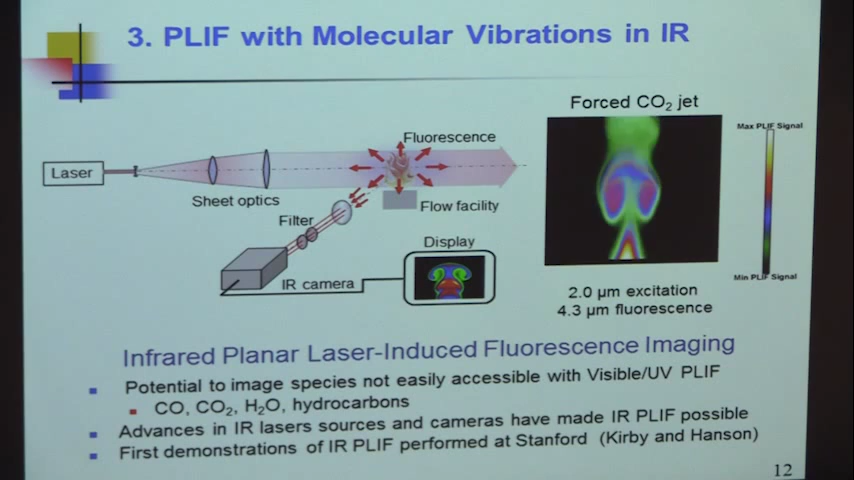 3. PLIF with Molecular Vibrations in IR
Forced CO₂ jet
Max PLIF Signal
Fluorescence
Laser
Sheet optics
Flow facility
Filter
Display
IR camera
Min PLIF Signal
2.0 µm excitation
4.3 µm fluorescence
Infrared Planar Laser-Induced Fluorescence Imaging
Potential to image species not easily accessible with Visible/UV PLIF
CO, CO₂, H₂O, hydrocarbons
Advances in IR lasers sources and cameras have made IR PLIF possible
First demonstrations of IR PLIF performed at Stanford (Kirby and Hanson)
12